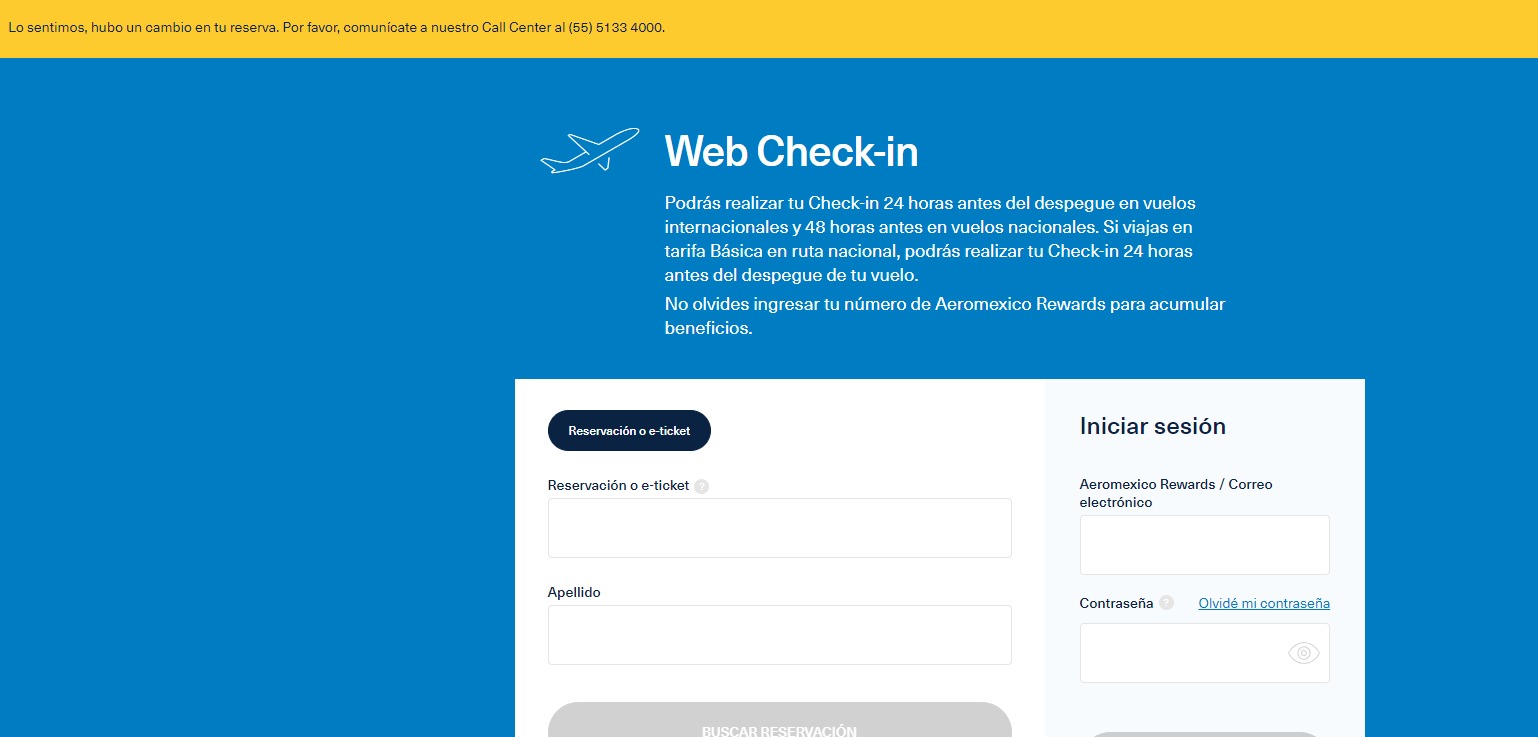 Lo sentimos, hubo un cambio en tu reserva. Por favor, comunícate a nuestro Call Center al (55) 5133 4000.
Web Check-in
Podrás realizar tu Check-in 24 horas antes del despegue en vuelos
internacionales y 48 horas antes en vuelos nacionales. Si viajas en
tarifa Básica en ruta nacional, podrás realizar tu Check-in 24 horas
antes del despegue de tu vuelo.
No olvides ingresar tu número de Aeromexico Rewards para acumular
beneficios.
Reservación o e-ticket
Reservación o e-ticket ?
Apellido
BUSCAR RESERVACIÓN
Iniciar sesión
Aeromexico Rewards / Correo
electrónico
Contraseña ? Olvidé mi contraseña